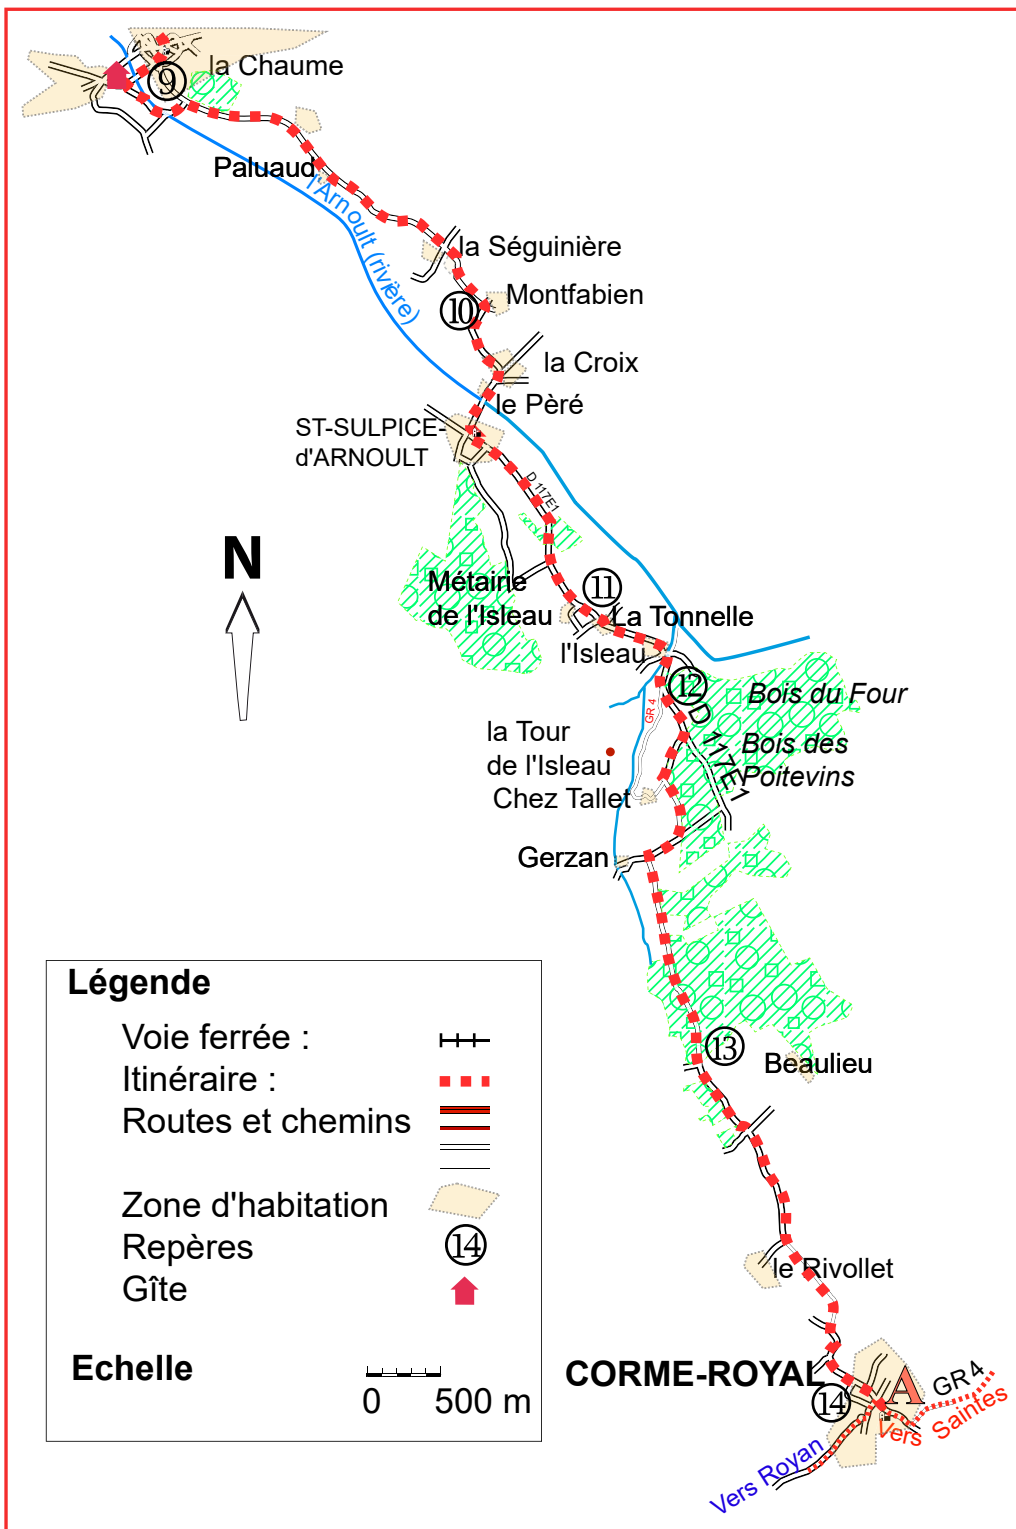 la Chaume
9
Paluaud
l'Arnoult (rivière)
la Séguinière
Montfabien
10
la Croix
le Pèré
ST-SULPICE-
d'ARNOULT
D 117E1
N
Métairie
de l'Isleau
11
La Tonnelle
l'Isleau
12
Bois du Four
GR 4
D 117E1
la Tour
de l'Isleau
Bois des
Poitevins
Chez Tallet
Gerzan
Légende
Voie ferrée :
Itinéraire :
Routes et chemins
Zone d'habitation
Repères
14
Gîte
Echelle
0 500 m
13
Beaulieu
le Rivollet
CORME-ROYAL
A
GR 4
14
Vers Saintes
Vers Royan